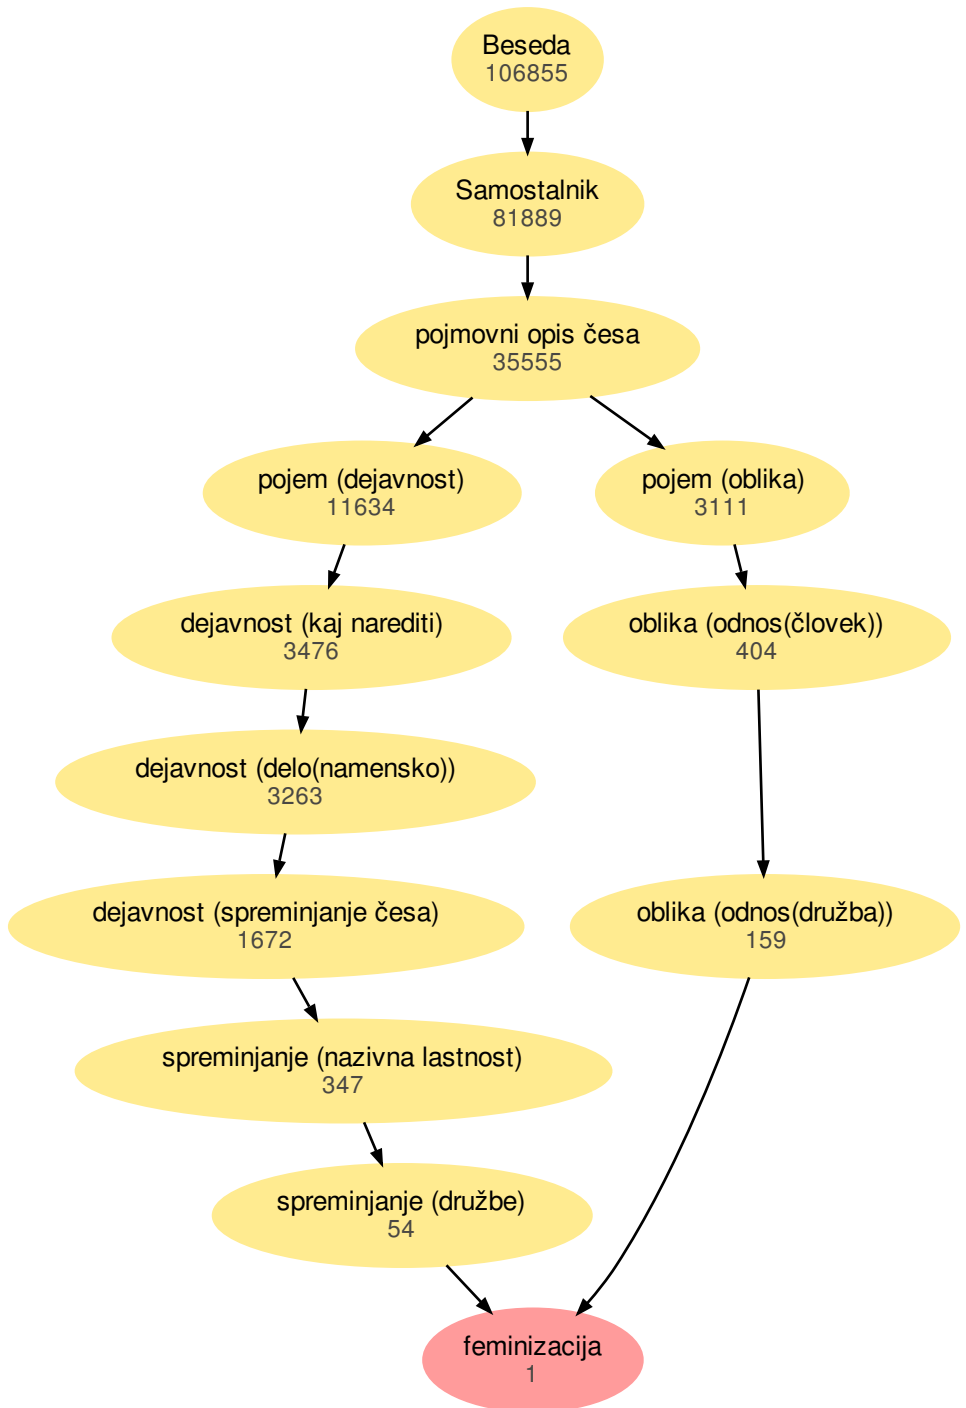 Beseda
106855
Samostalnik
81889
pojmovni opis česa
35555
pojem (dejavnost)
11634
pojem (oblika)
3111
dejavnost (kaj narediti)
3476
oblika (odnos(človek))
404
dejavnost (delo(namensko))
3263
dejavnost (spreminjanje česa)
1672
oblika (odnos(družba))
159
spreminjanje (nazivna lastnost)
347
spreminjanje (družbe)
54
feminizacija
1